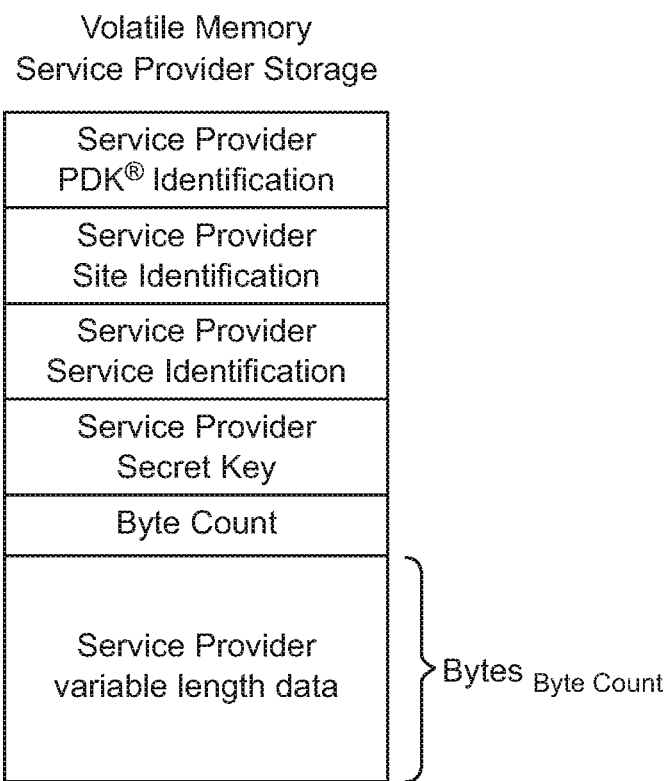 Volatile Memory
Service Provider Storage
Service Provider
PDK® Identification
Service Provider
Site Identification
Service Provider
Service Identification
Service Provider
Secret Key
Byte Count
Service Provider
variable length data
Bytes Byte Count